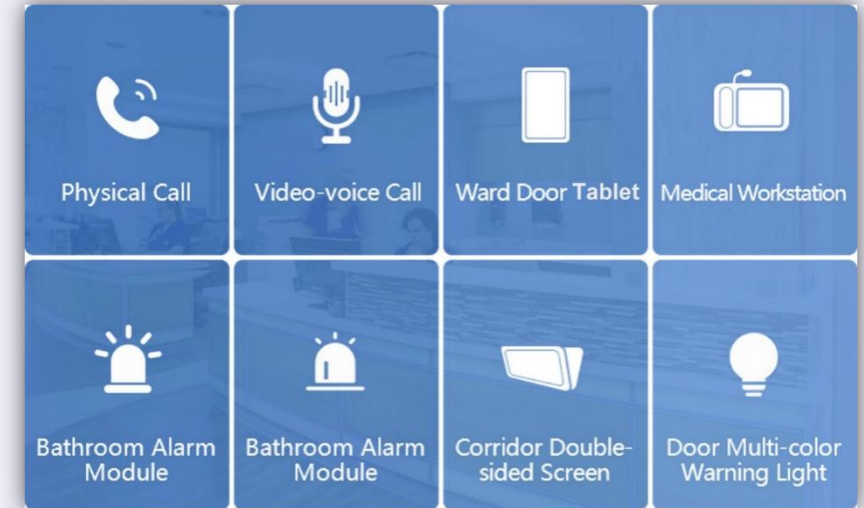 Physical Call
Video-voice Call
Ward Door Tablet
Medical Workstation
Bathroom Alarm
Module
Bathroom Alarm
Module
Corridor Double-
sided Screen
Door Multi-color
Warning Light